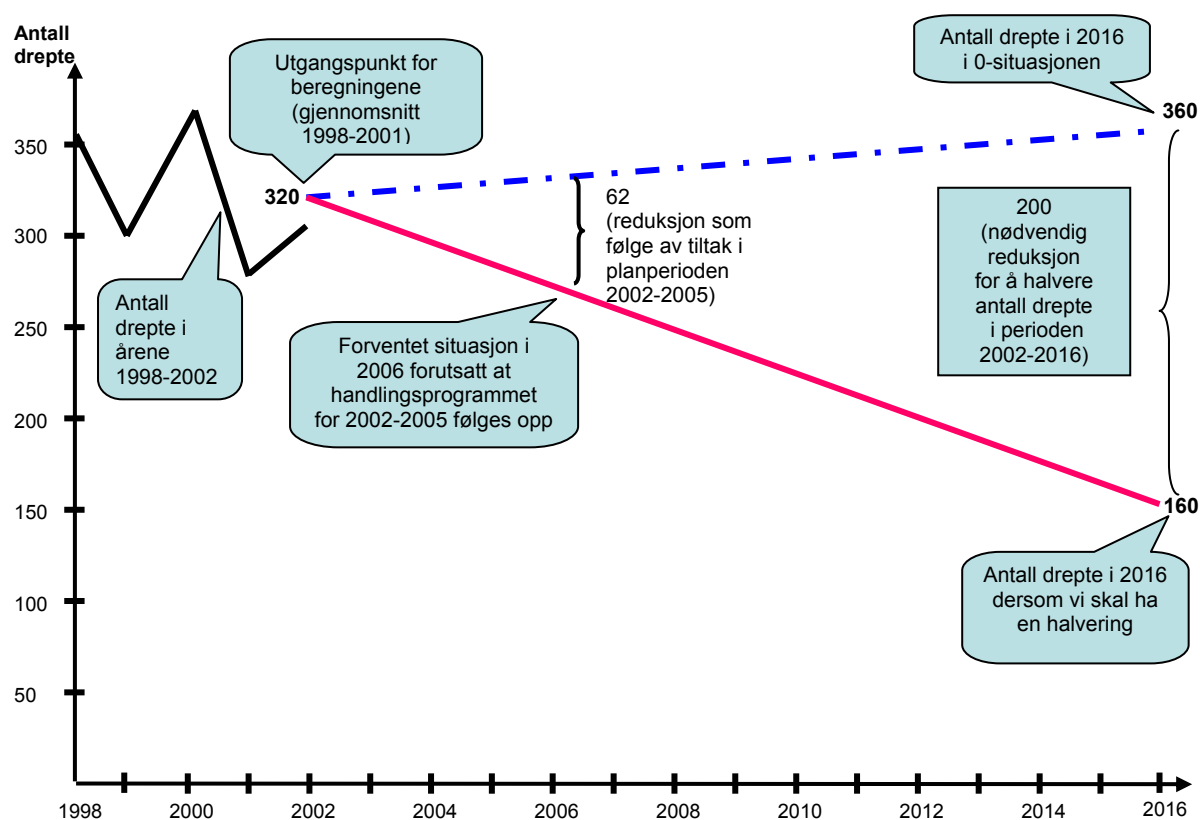 Antall
drepte
Utgangspunkt for
beregningene
(gjennomsnitt
1998-2001)
Antall drepte i 2016
i 0-situasjonen
360
350
320
62
(reduksjon som
følge av tiltak i
planperioden
2002-2005)
200
(nødvendig
reduksjon
for å halvere
antall drepte
i perioden
2002-2016)
300
Antall
drepte i
årene
1998-2002
250
Forventet situasjon i
2006 forutsatt at
handlingsprogrammet
for 2002-2005 følges opp
200
150
160
Antall drepte i 2016
dersom vi skal ha
en halvering
100
50
1998 2000 2002 2004 2006 2008 2010 2012 2014 2016